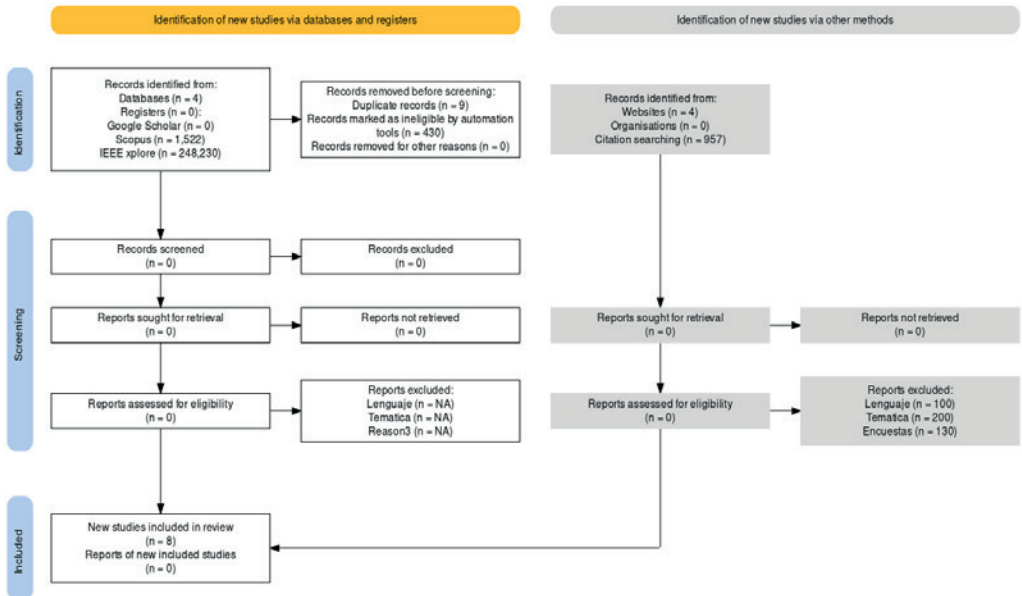 Identification of new studies via databases and registers
Identification of new studies via other methods
Identification
Records identified from:
Databases (n = 4)
Registers (n = 0):
Google Scholar (n = 0)
Scopus (n = 1,522)
IEEE xplore (n = 248,230)
Records removed before screening:
Duplicate records (n = 9)
Records marked as ineligible by automation
tools (n = 430)
Records removed for other reasons (n = 0)
Records identified from:
Websites (n = 4)
Organisations (n = 0)
Citation searching (n = 957)
Screening
Records screened
(n = 0)
Records excluded
(n = 0)
Reports sought for retrieval
(n = 0)
Reports not retrieved
(n = 0)
Reports sought for retrieval
(n = 0)
Reports not retrieved
(n = 0)
Reports assessed for eligibility
(n = 0)
Reports excluded:
Lenguaje (n = NA)
Tematica (n = NA)
Reason3 (n = NA)
Reports assessed for eligibility
(n = 0)
Reports excluded:
Lenguaje (n = 100)
Tematica (n = 200)
Encuestas (n = 130)
Included
New studies included in review
(n = 8)
Reports of new included studies
(n = 0)